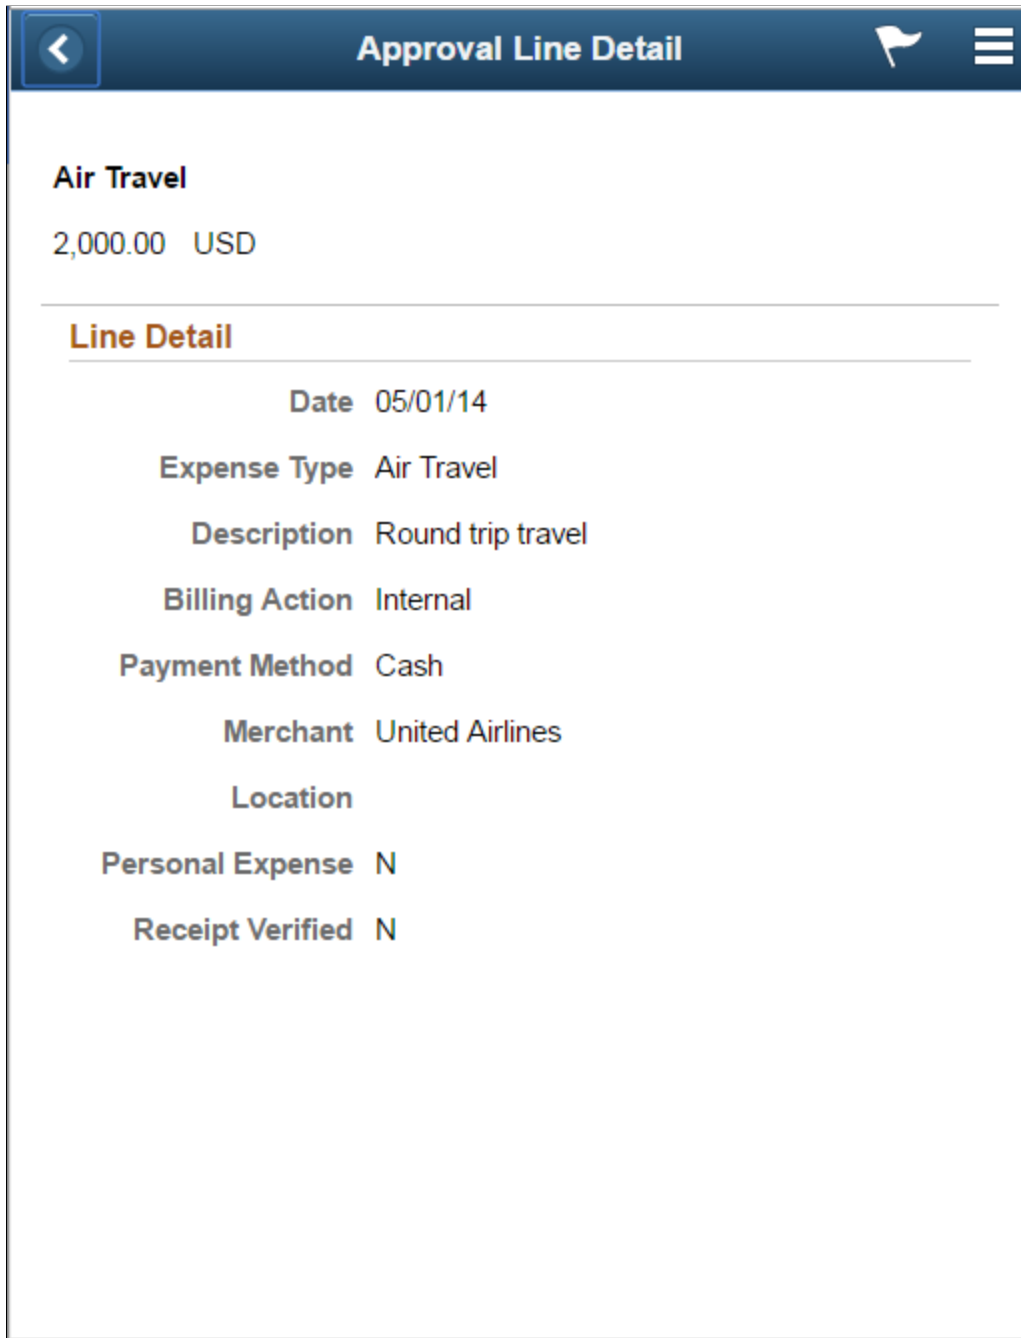 Approval Line Detail
Air Travel
2,000.00 USD
Line Detail
Date 05/01/14
Expense Type Air Travel
Description Round trip travel
Billing Action Internal
Payment Method Cash
Merchant United Airlines
Location
Personal Expense N
Receipt Verified N